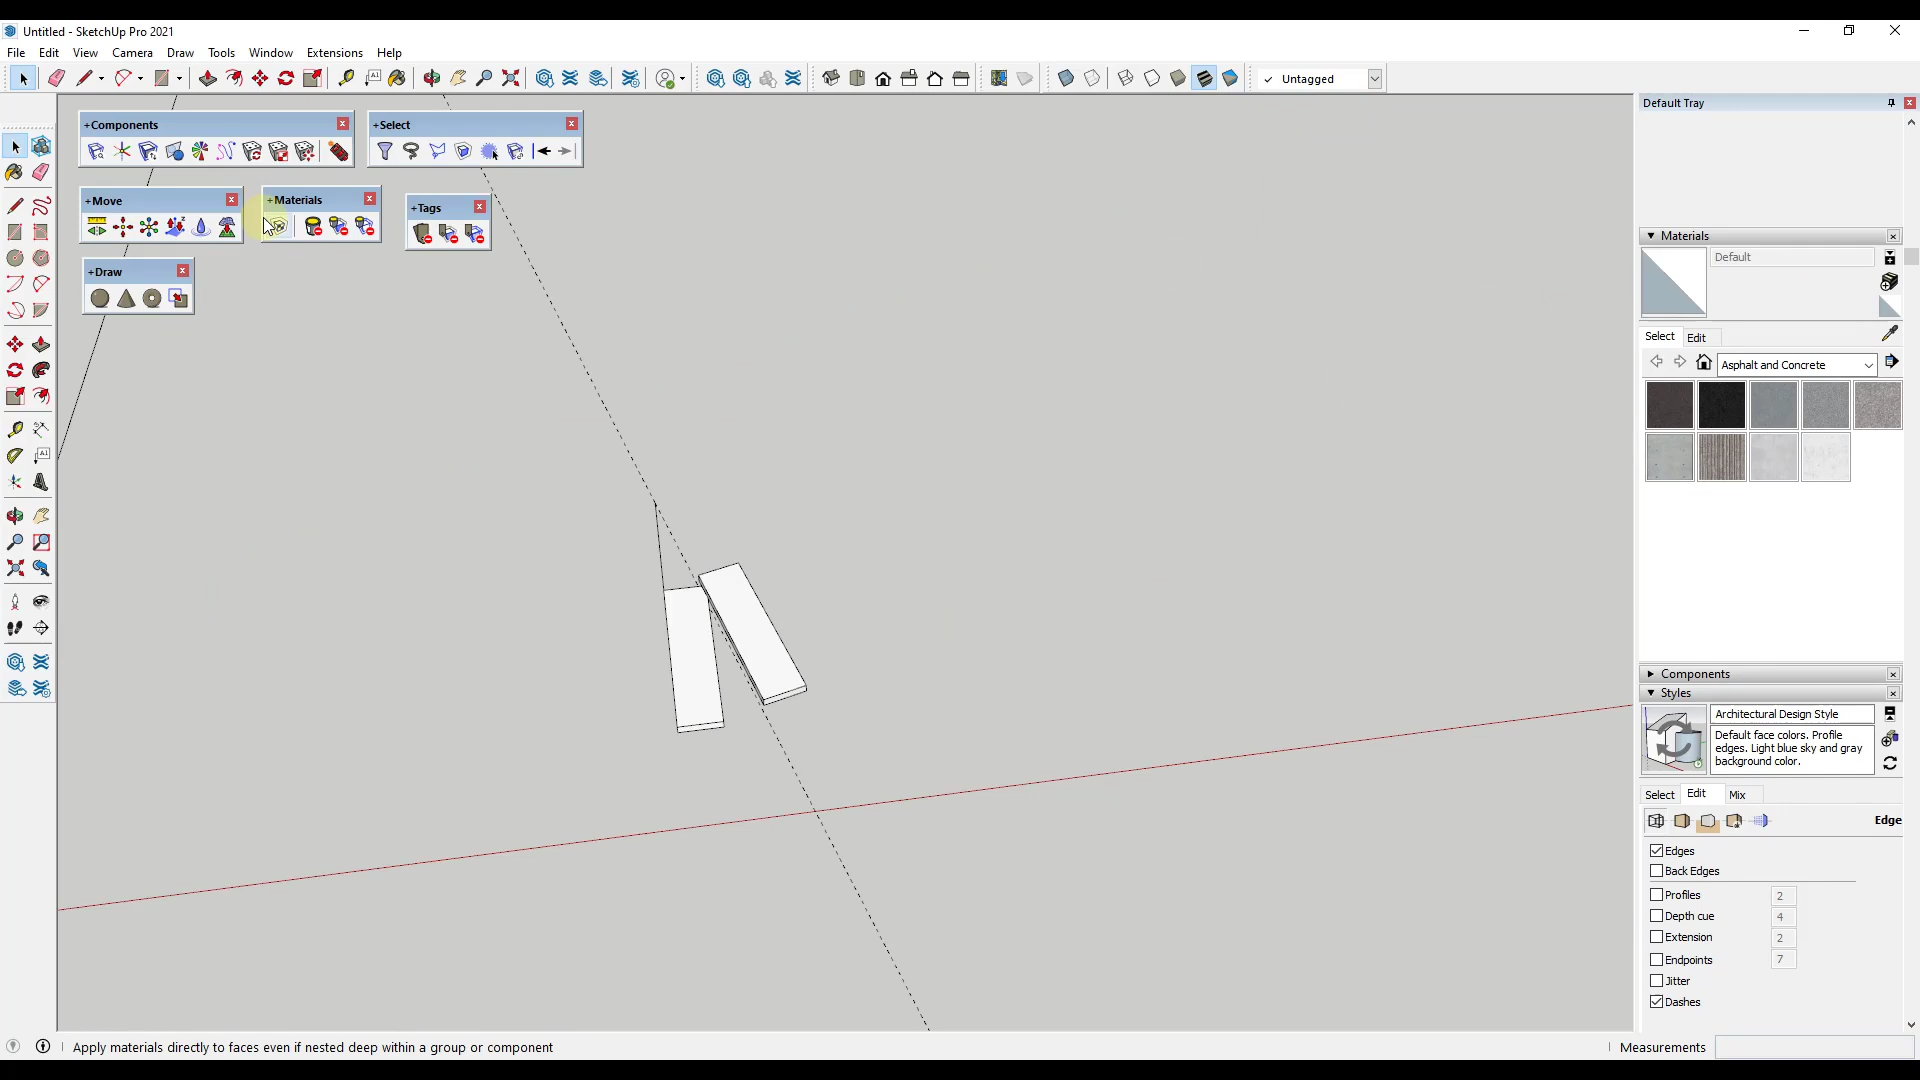 Untitled - SketchUp Pro 2021
File Edit View Camera Draw Tools Window Extensions Help
Untagged
Default Tray
+Components
+Select
+Move
+Materials
+Tags
+Draw
Materials
Default
Select Edit
Asphalt and Concrete
Components
Styles
Architectural Design Style
Default face colors. Profile
edges. Light blue sky and gray
background color.
Select Edit Mix
Edge
Edges
Back Edges
Profiles 2
Depth cue 4
Extension 2
Endpoints 7
Jitter
Dashes
Apply materials directly to faces even if nested deep within a group or component
Measurements